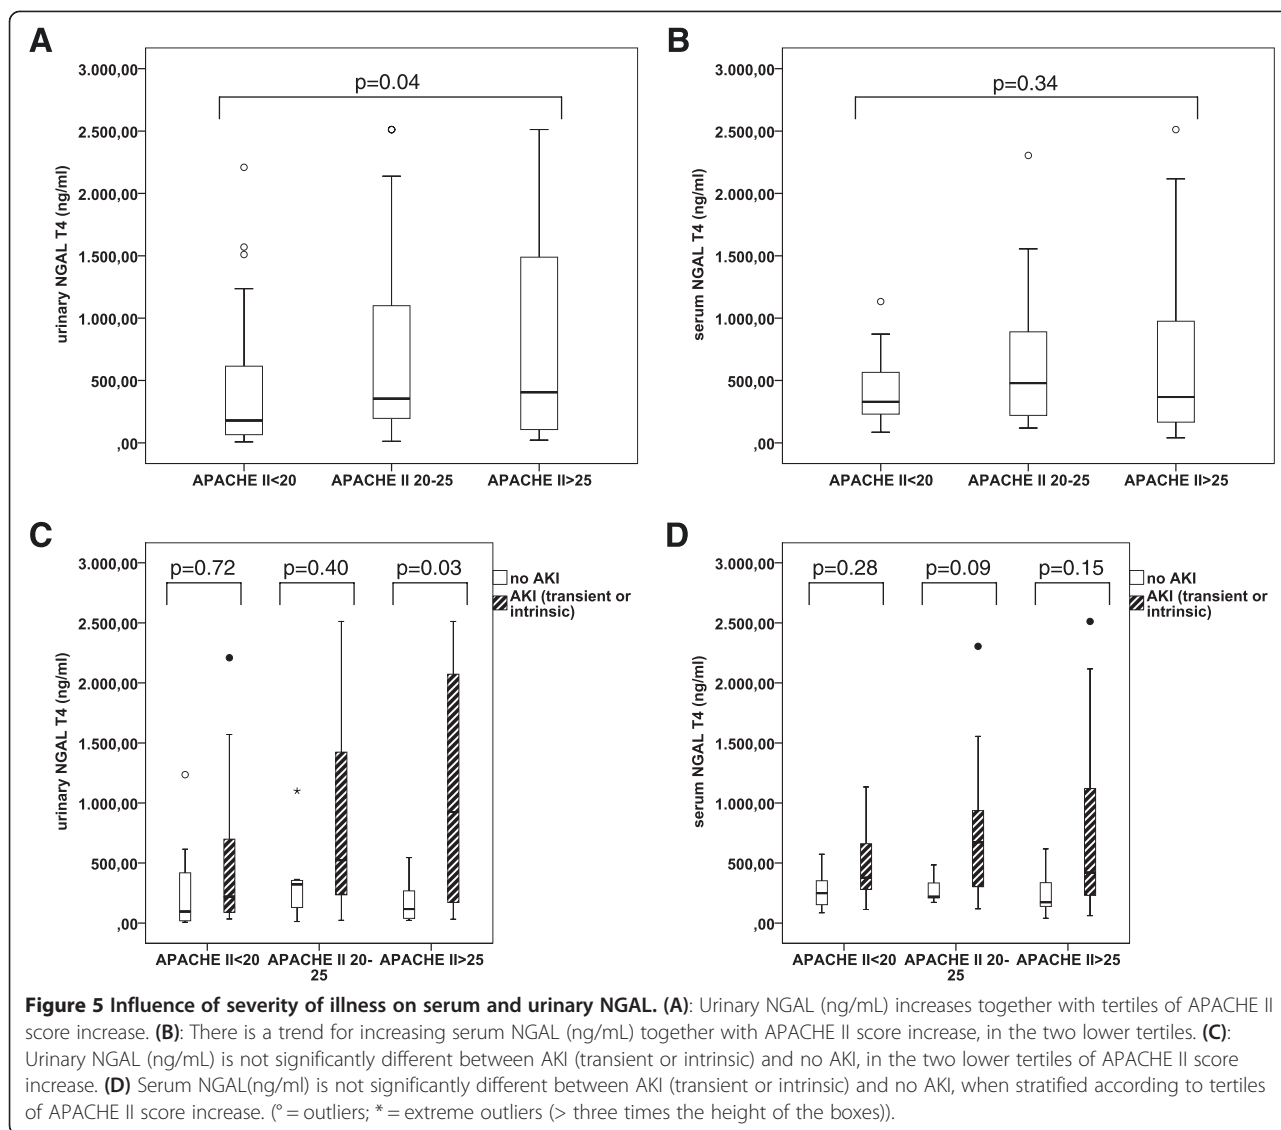 A
3.000,00
2.500,00
2.000,00
1.500,00
1.000,00
500,00
,00
urinary NGAL T4 (ng/ml)
p=0.04
APACHE II<20 APACHE II 20-25 APACHE II>25
B
3.000,00
2.500,00
2.000,00
1.500,00
1.000,00
500,00
,00
serum NGAL T4 (ng/ml)
p=0.34
APACHE II<20 APACHE II 20-25 APACHE II>25
C
3.000,00
2.500,00
2.000,00
1.500,00
1.000,00
500,00
,00
urinary NGAL T4 (ng/ml)
p=0.72 p=0.40 p=0.03
no AKI
AKI (transient or
intrinsic)
*
APACHE II<20 APACHE II 20- APACHE II>25
25
D
3.000,00
2.500,00
2.000,00
1.500,00
1.000,00
500,00
,00
serum NGAL T4 (ng/ml)
p=0.28 p=0.09 p=0.15
no AKI
AKI (transient or
intrinsic)
APACHE II<20 APACHE II 20- APACHE II>25
25
Figure 5 Influence of severity of illness on serum and urinary NGAL. (A): Urinary NGAL (ng/mL) increases together with tertiles of APACHE II
score increase. (B): There is a trend for increasing serum NGAL (ng/mL) together with APACHE II score increase, in the two lower tertiles. (C):
Urinary NGAL (ng/mL) is not significantly different between AKI (transient or intrinsic) and no AKI, in the two lower tertiles of APACHE II score
increase. (D) Serum NGAL(ng/ml) is not significantly different between AKI (transient or intrinsic) and no AKI, when stratified according to tertiles
of APACHE II score increase. (° = outliers; * = extreme outliers (> three times the height of the boxes)).